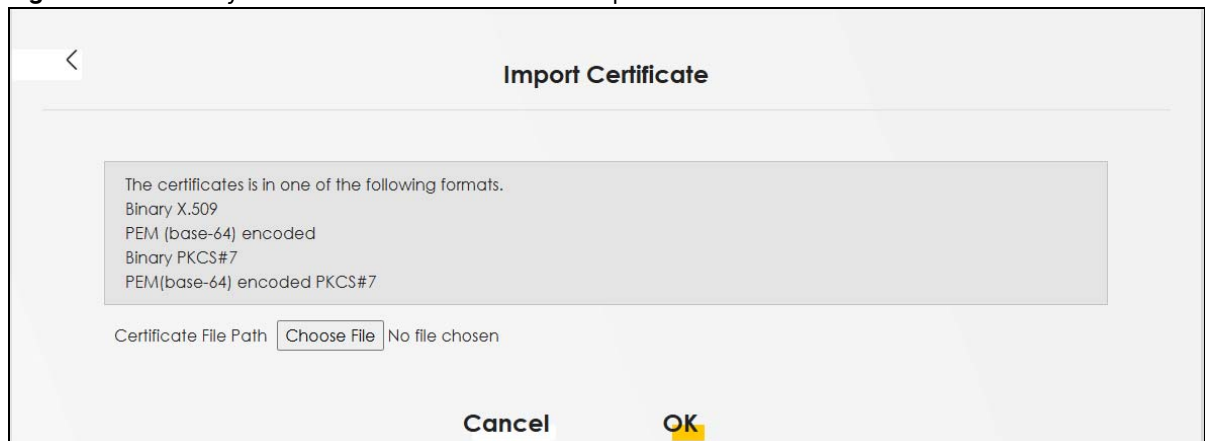 Import Certificate
The certificates is in one of the following formats.
Binary X.509
PEM (base-64) encoded
Binary PKCS#7
PEM(base-64) encoded PKCS#7
Certificate File Path Choose File No file chosen
Cancel OK